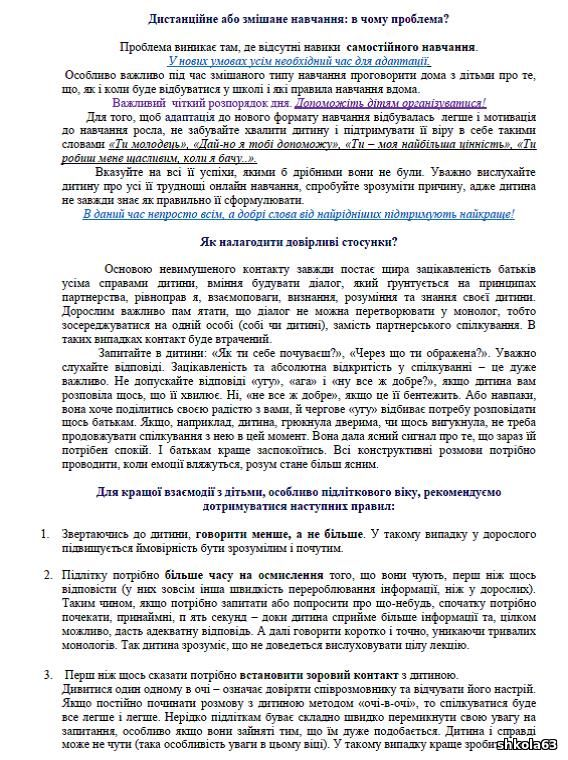 Дистанційне або змішане навчання: в чому проблема?
Проблема виникає там, де відсутні навики самостійного навчання.
У нових умовах усім необхідний час для адаптації.
Особливо важливо під час змішаного типу навчання проговорити дома з дітьми про те,
що, як і коли буде відбуватися у школі і які правила навчання вдома.
Важливий чіткий розпорядок дня. Допоможіть дітям організуватися!
Для того, щоб адаптація до нового формату навчання відбувалась легше і мотивація
до навчання росла, не забувайте хвалити дитину і підтримувати її віру в себе такими
словами «Ти молодець», «Дай-но я тобі допоможу», «Ти – моя найбільша цінність», «Ти
робиш мене щасливим, коли я бачу..».
Вказуйте на всі її успіхи, якими б дрібними вони не були. Уважно вислухайте
дитину про усі її труднощі онлайн навчання, спробуйте зрозуміти причину, адже дитина
не завжди знає як правильно її сформулювати.
В даний час непросто всім, а добрі слова від найрідніших підтримують найкраще!
Як налагодити довірливі стосунки?
Основою невимушеного контакту завжди постає щира зацікавленість батьків
усіма справами дитини, вміння будувати діалог, який ґрунтується на принципах
партнерства, рівноправ я, взаємоповаги, визнання, розуміння та знання своєї дитини.
Дорослим важливо пам ятати, що діалог не можна перетворювати у монолог, тобто
зосереджуватися на одній особі (собі чи дитині), замість партнерського спілкування. В
таких випадках контакт буде втрачений.
Запитайте в дитини: «Як ти себе почуваєш?», «Через що ти ображена?». Уважно
слухайте відповіді. Зацікавленість та абсолютна відкритість у спілкуванні – це дуже
важливо. Не допускайте відповіді «угу», «ага» і «ну все ж добре?», якщо дитина вам
розповіла щось, що її хвилює. Ні, «не все ж добре», якщо це її бентежить. Або навпаки,
вона хоче поділитись своєю радістю з вами, й чергове «угу» відбиває потребу розповідати
щось батькам. Якщо, наприклад, дитина, грюкнула дверима, чи щось вигукнула, не треба
продовжувати спілкування з нею в цей момент. Вона дала ясний сигнал про те, що зараз їй
потрібен спокій. І батькам краще заспокоїтись. Всі конструктивні розмови потрібно
проводити, коли емоції вляжуться, розум стане більш ясним.
Для кращої взаємодії з дітьми, особливо підліткового віку, рекомендуємо
дотримуватися наступних правил:
1. Звертаючись до дитини, говорити менше, а не більше. У такому випадку у дорослого
підвищується ймовірність бути зрозумілим і почутим.
2. Підлітку потрібно більше часу на осмислення того, що вони чують, перш ніж щось
відповісти (у них зовсім інша швидкість перероблювання інформації, ніж у дорослих).
Таким чином, якщо потрібно запитати або попросити про що-небудь, спочатку потрібно
почекати, принаймні, п ять секунд – доки дитина сприйме більше інформації та, цілком
можливо, дасть адекватну відповідь. А далі говорити коротко і точно, уникаючи тривалих
монологів. Так дитина зрозуміє, що не доведеться вислуховувати цілу лекцію.
3. Перш ніж щось сказати потрібно встановити зоровий контакт з дитиною.
Дивитися один одному в очі – означає довіряти співрозмовнику та відчувати його настрій.
Якщо постійно починати розмову з дитиною «очі-в-очі», то спілкуватися буде
все легше і легше. Нерідко підліткам буває складно швидко перемикнути свою увагу на
запитання, особливо якщо вони зайняті тим, що їм дуже подобається. Дитина і справді
може не чути (така особливість уваги в цьому віці). У такому випадку краще зроби
shkola63